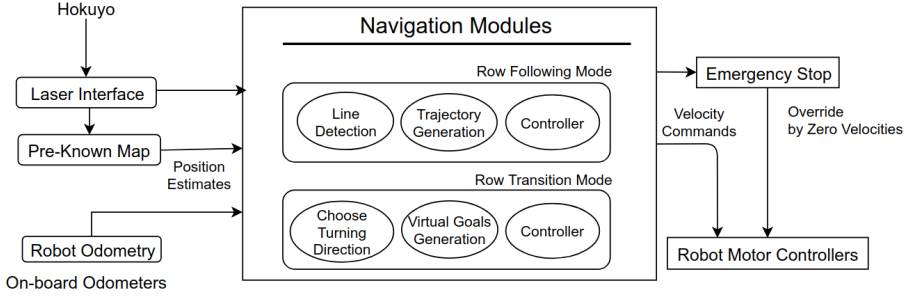 Hokuyo
Laser Interface
Pre-Known Map
Position
Estimates
Robot Odometry
On-board Odometers
Navigation Modules
Row Following Mode
Line
Detection
Trajectory
Generation
Controller
Row Transition Mode
Choose
Turning
Direction
Virtual Goals
Generation
Controller
Emergency Stop
Velocity
Commands
Override
by Zero Velocities
Robot Motor Controllers